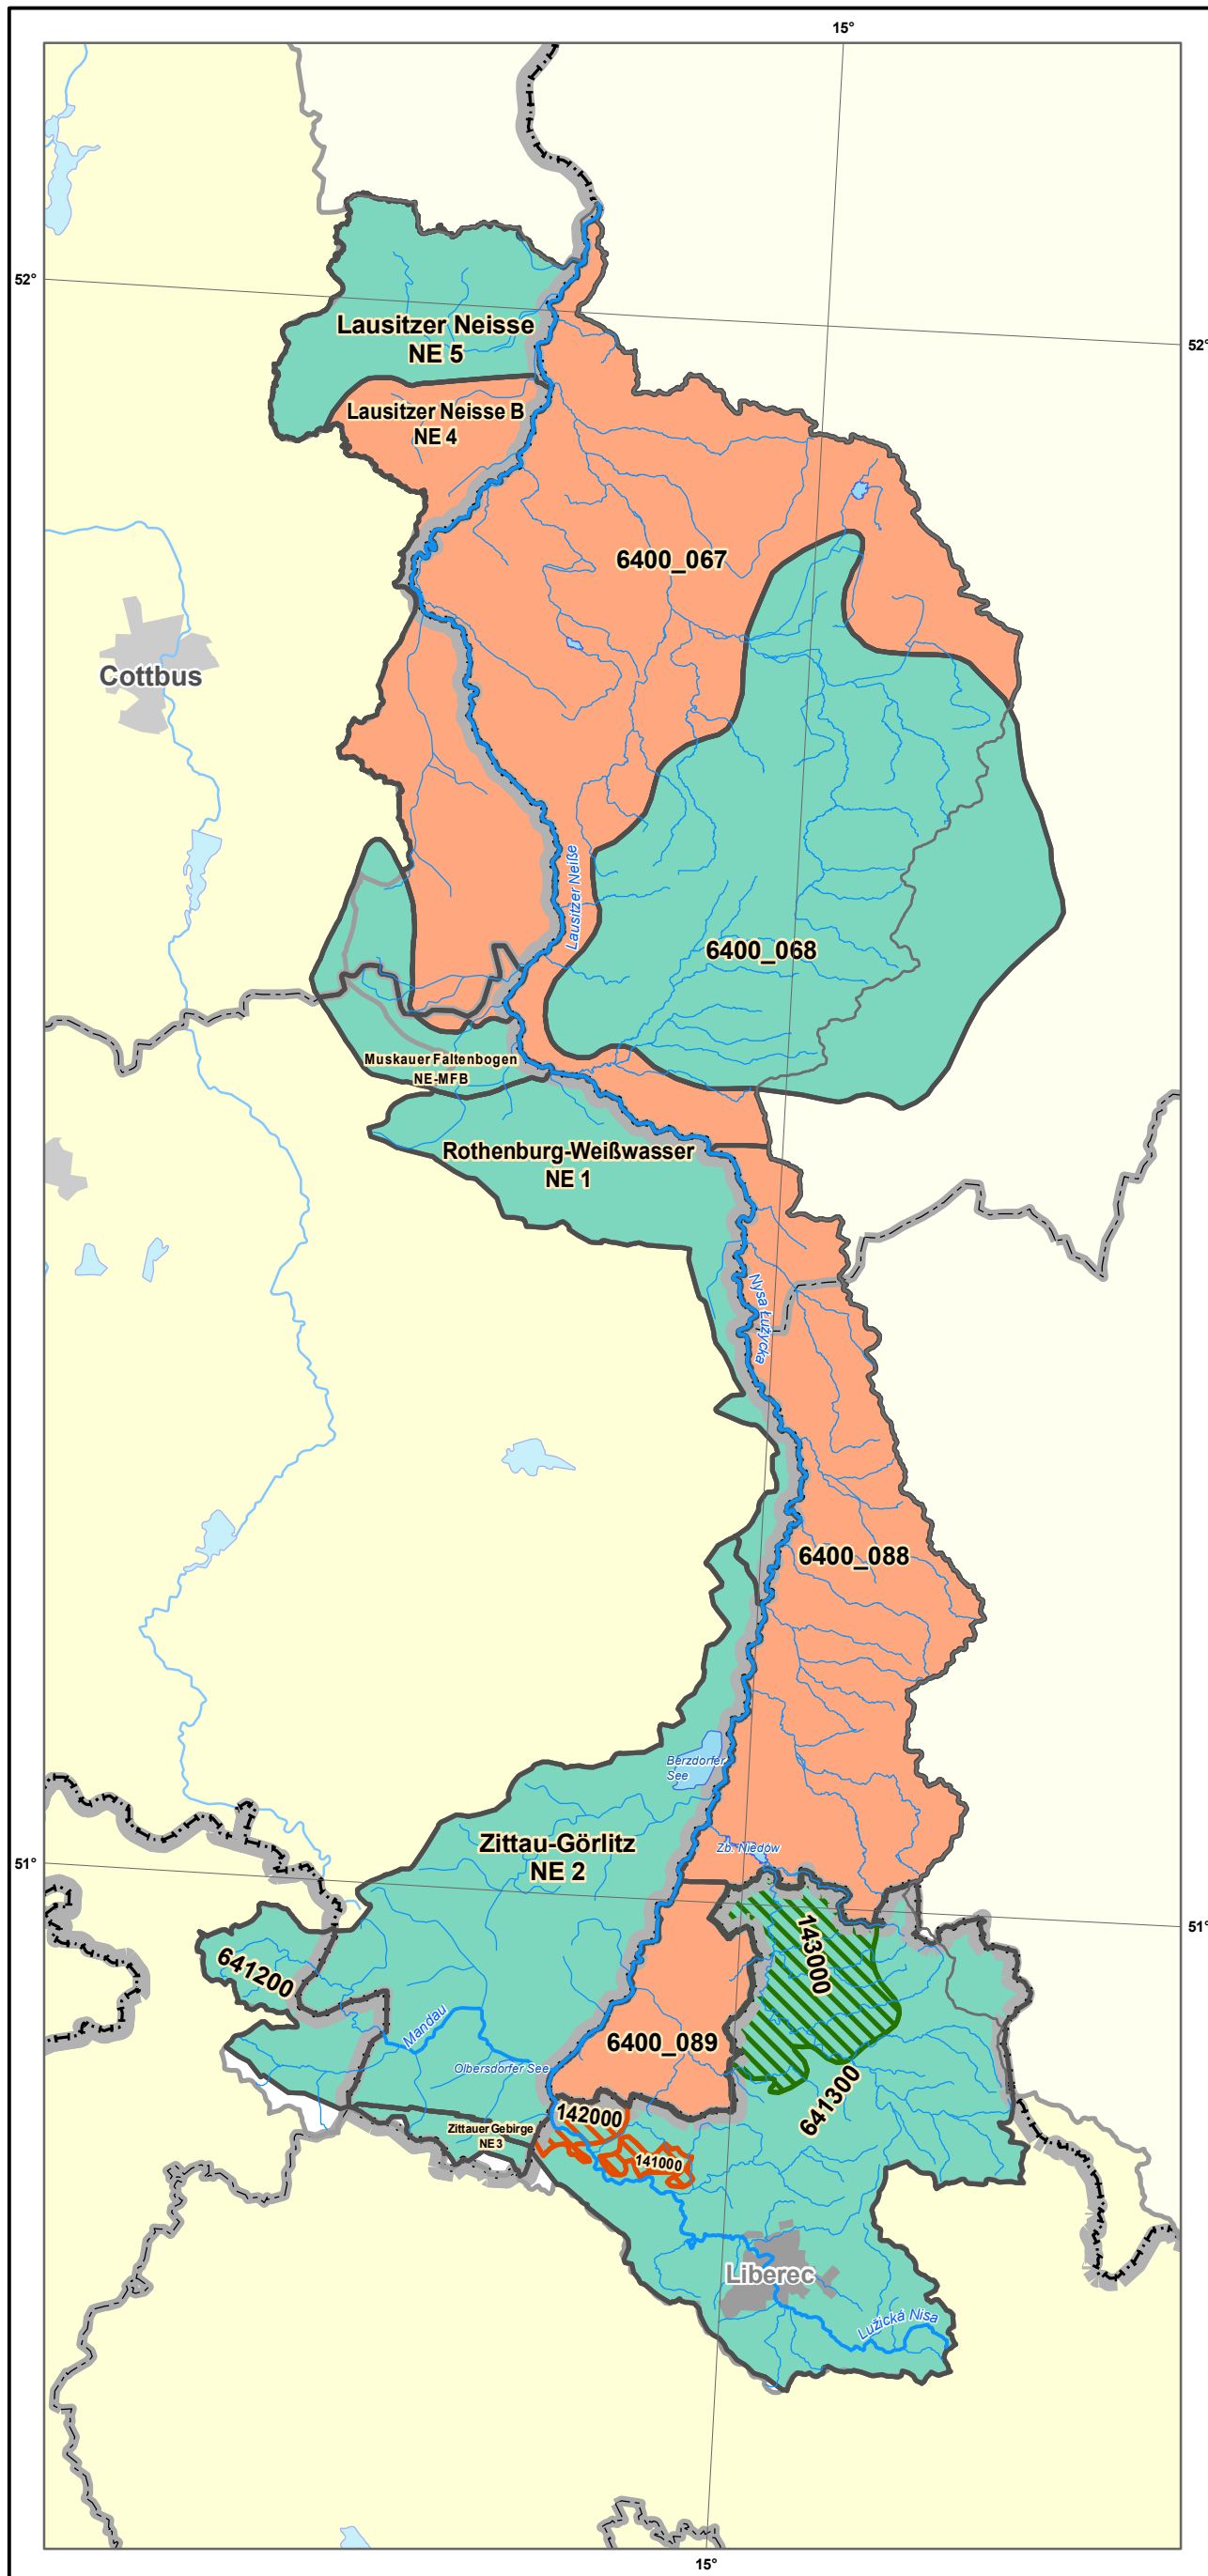 15°
52°
52°
Lausitzer Neisse
NE 5
Lausitzer Neisse B
NE 4
6400_067
Cottbus
Lausitzer Neiße
6400_068
Muskauer Faltenbogen
NE-MFB
Rothenburg-Weißwasser
NE 1
Nysa Łużycka
6400_088
Berzdorfer
See
Zittau-Görlitz
NE 2
Zb. Niedów
51°
51°
143000
641200
Mandau
6400_089
Olbersdorfer See
641300
142000
Zittauer Gebirge
NE3
141000
Liberec
Lužická Nisa
15°